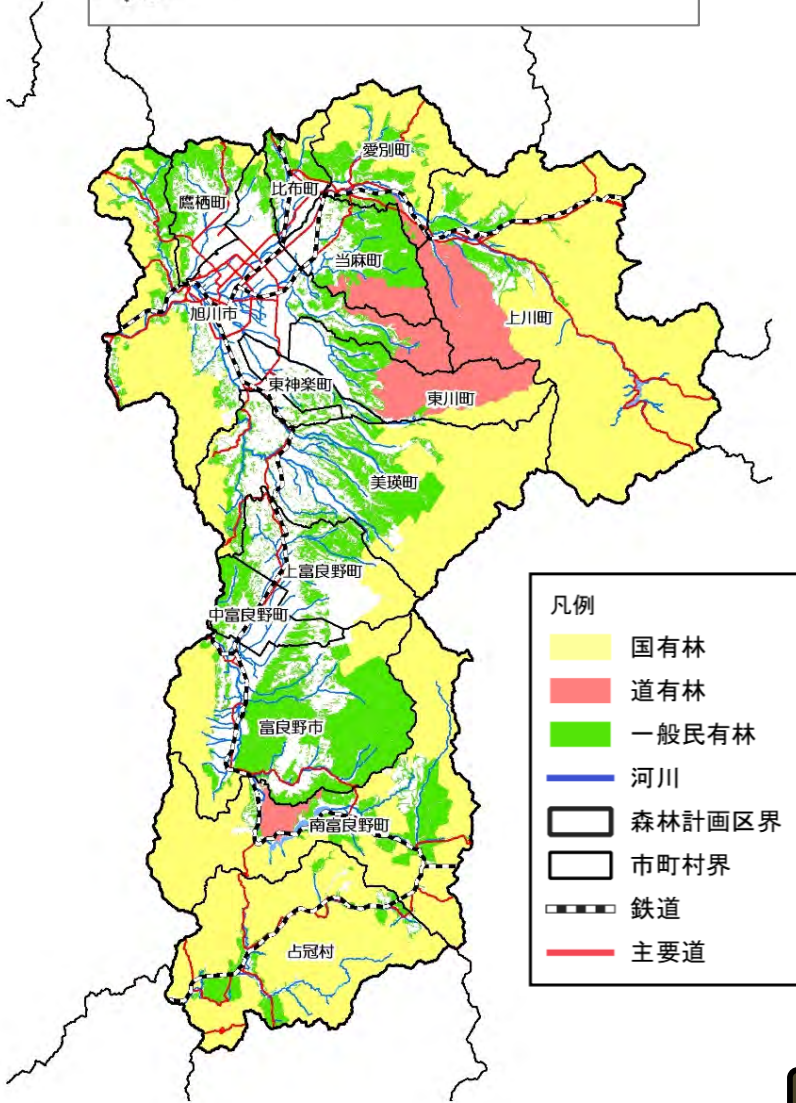 愛別町
比布町
鷹栖町
当麻町
上川町
旭川市
東神楽町
東川町
美瑛町
上富良野町
中富良野町
富良野市
南富良野町
占冠村
凡例
国有林
道有林
一般民有林
河川
森林計画区界
市町村界
鉄道
主要道